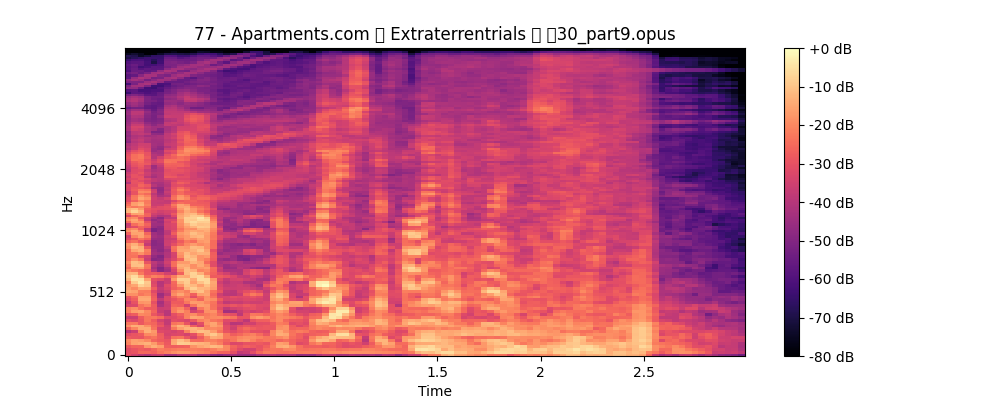 77 - Apartments.com  Extraterrentrials  30_part9.opus
Hz
4096
2048
1024
512
0
0
0.5
1
1.5
2
2.5
Time
+0 dB
-10 dB
-20 dB
-30 dB
-40 dB
-50 dB
-60 dB
-70 dB
-80 dB